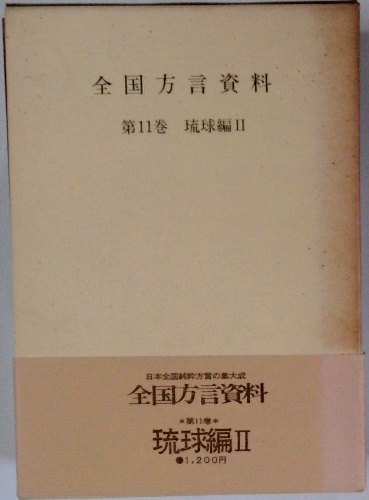 全国方言資料
第11巻 琉球編II
日本全国純粋方言の集大成
全国方言資料
*第11巻*
琉球編II
●1,200円